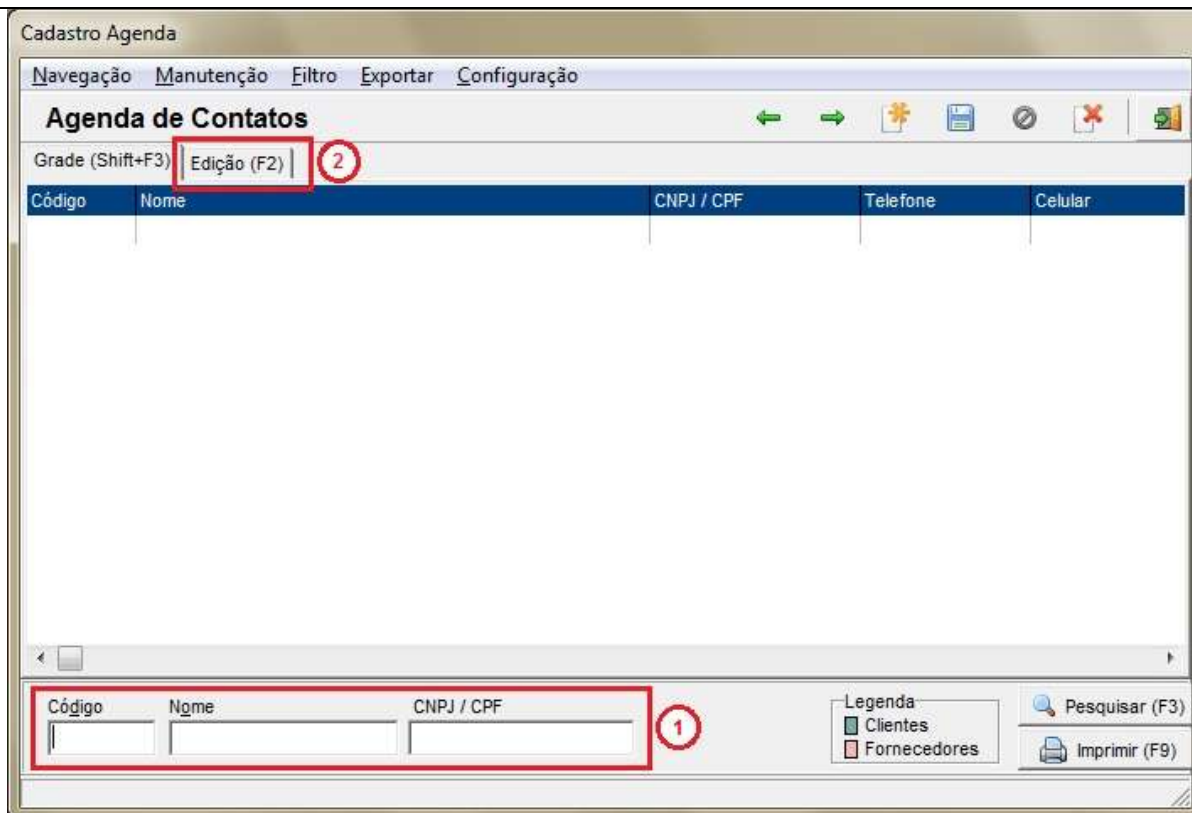 Cadastro Agenda
Navegação Manutenção Filtro Exportar Configuração
Agenda de Contatos
Grade (Shift+F3) Edição (F2) 2
Código Nome CNPJ / CPF Telefone Celular
Código Nome CNPJ / CPF
1
Legenda
Clientes
Fornecedores
Pesquisar (F3)
Imprimir (F9)